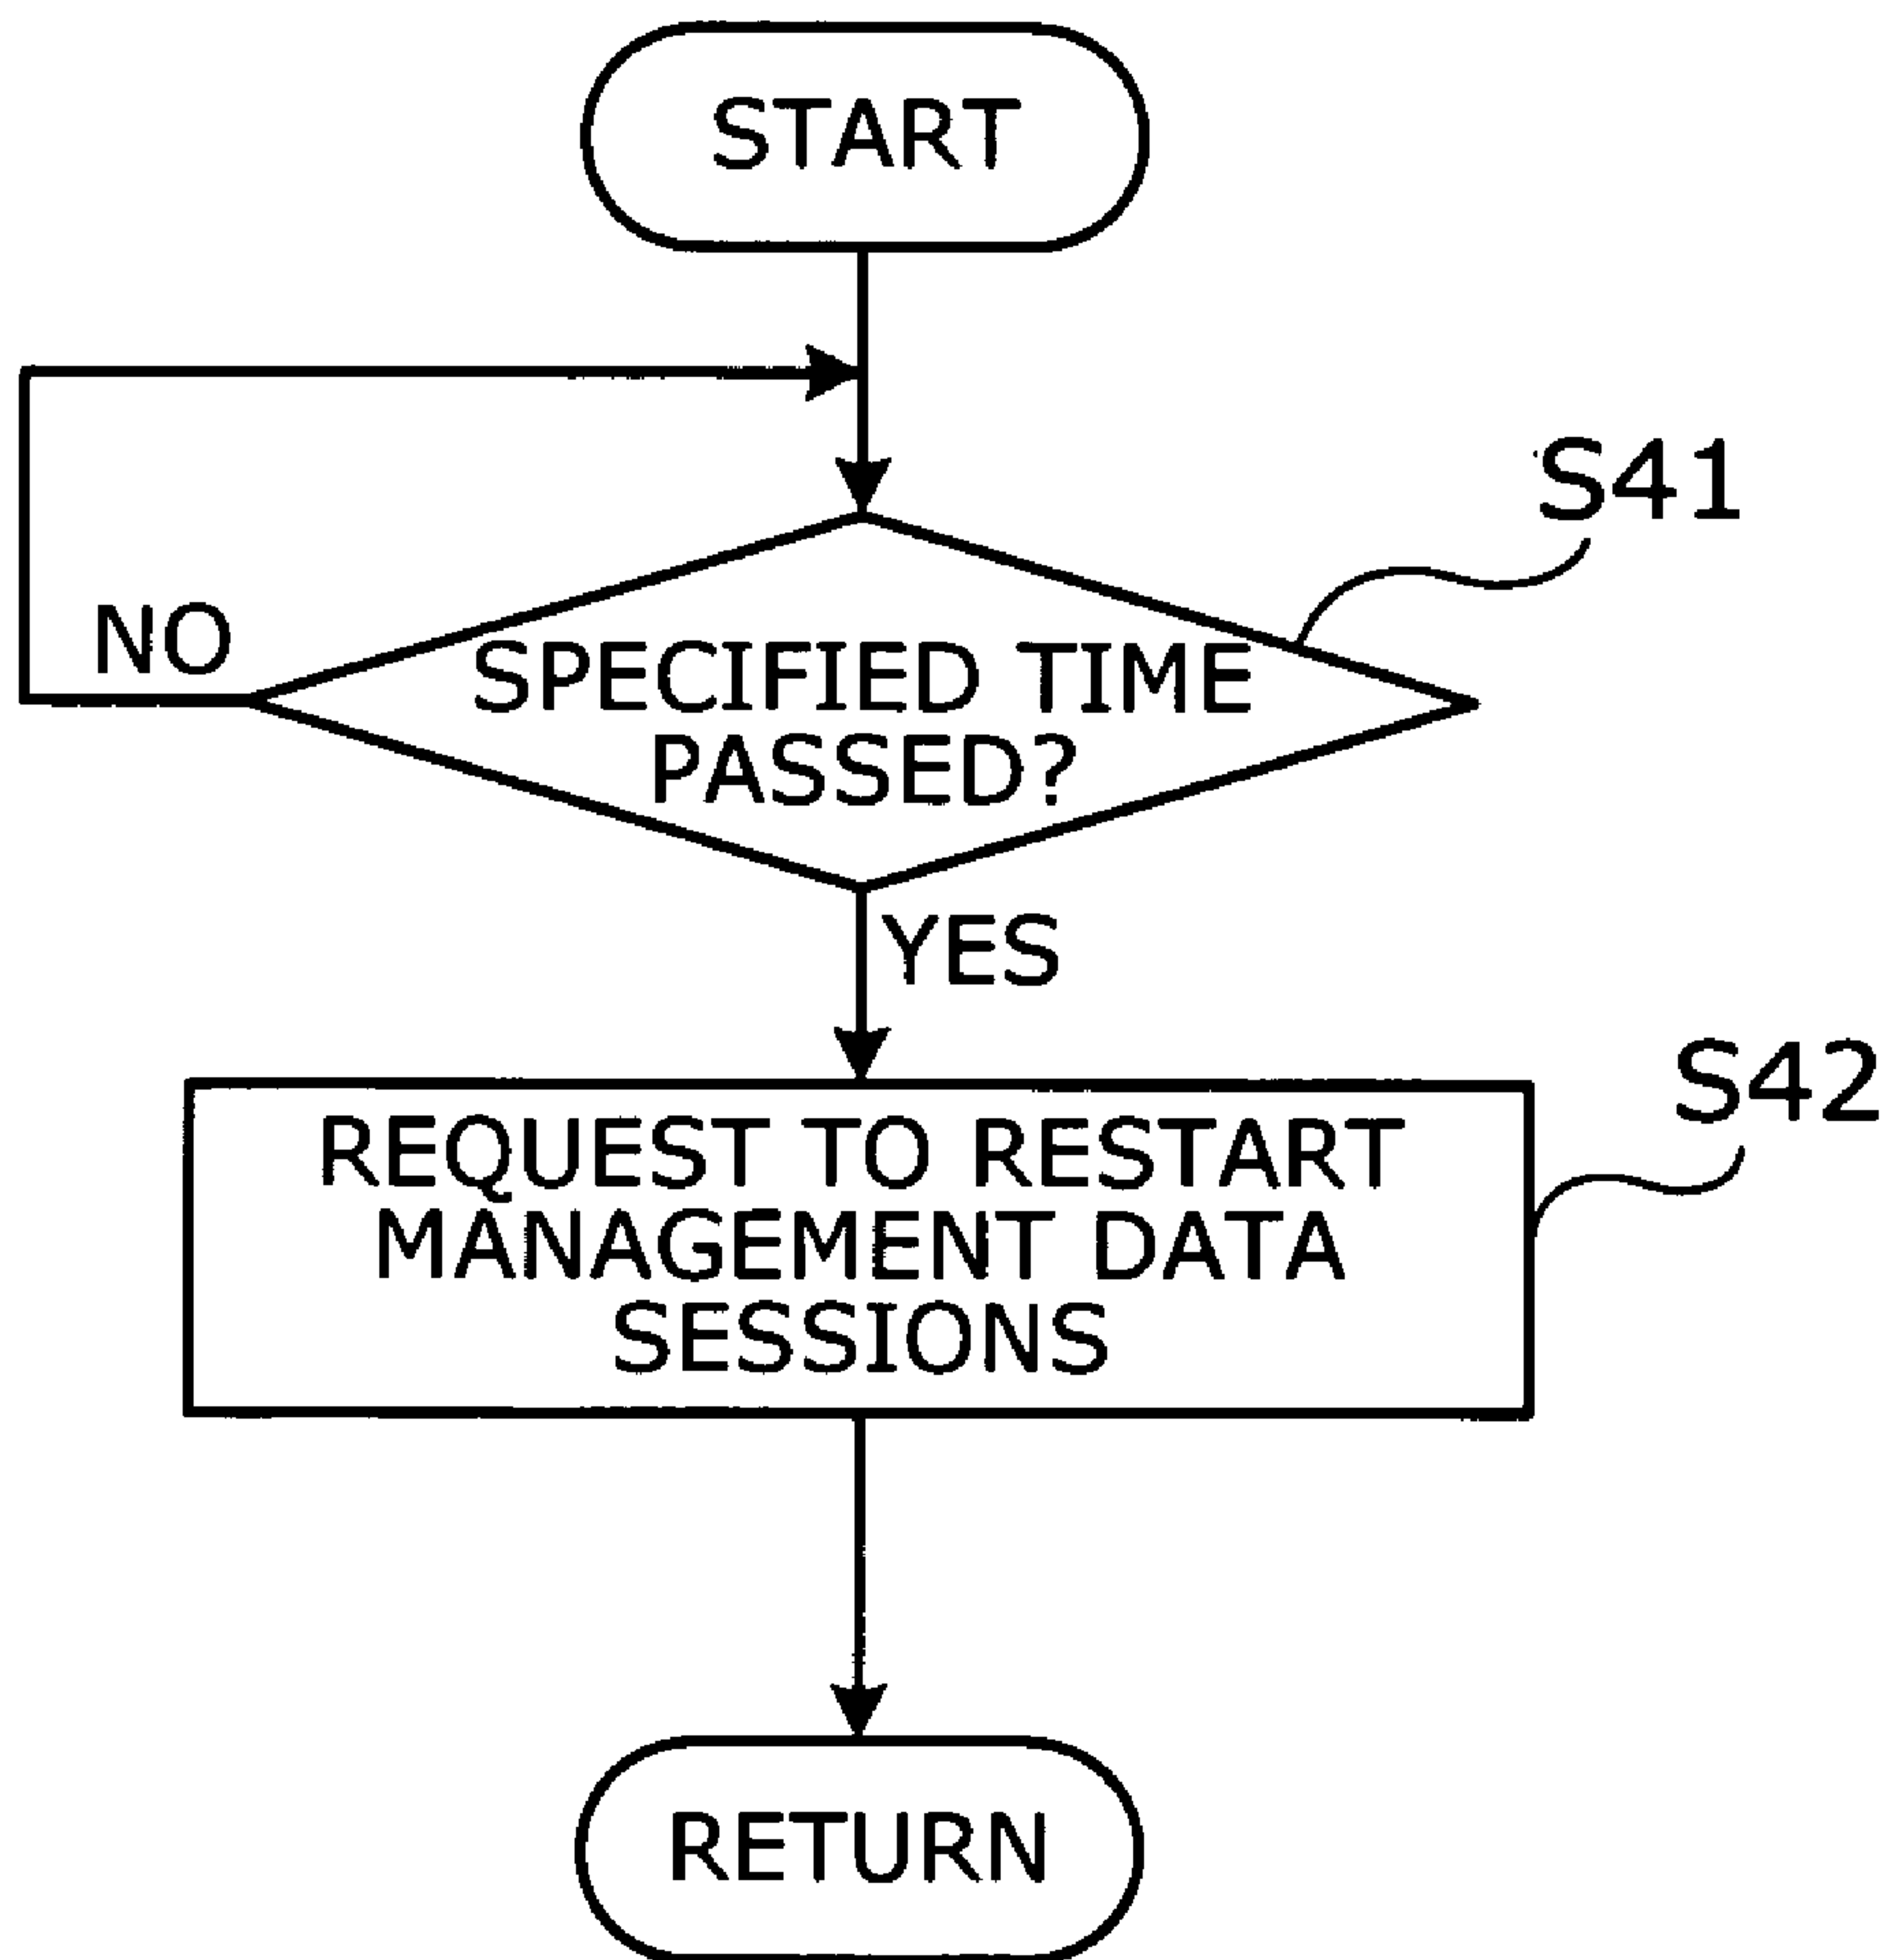 START
S41
NO
SPECIFIED TIME
PASSED?
YES
S42
REQUEST TO RESTART
MANAGEMENT DATA
SESSIONS
RETURN